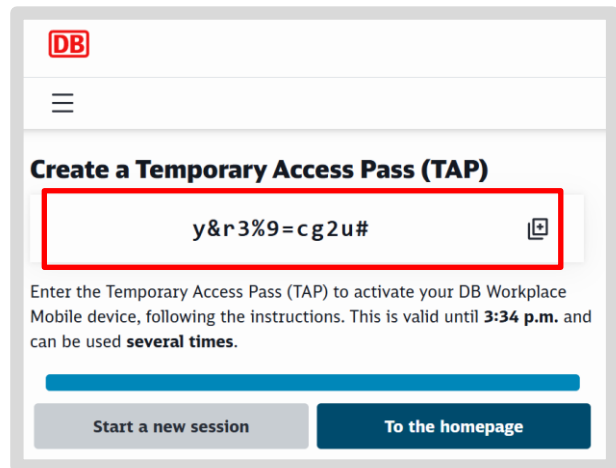 DB
Create a Temporary Access Pass (TAP)
y&r3%9=cg2u#
Enter the Temporary Access Pass (TAP) to activate your DB Workplace
Mobile device, following the instructions. This is valid until 3:34 p.m. and
can be used several times.
Start a new session
To the homepage